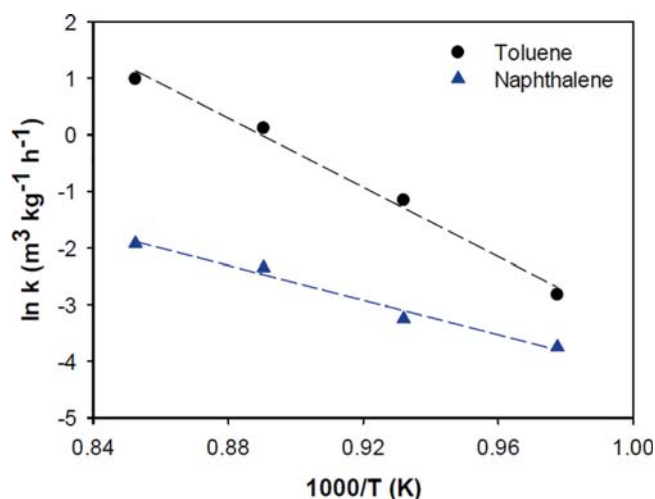 2
Toluene
1
Naphthalene
0
-1
-2
-3
-4
-5
ln k (m³ kg⁻¹ h⁻¹)
0.84 0.88 0.92 0.96 1.00
1000/T (K)